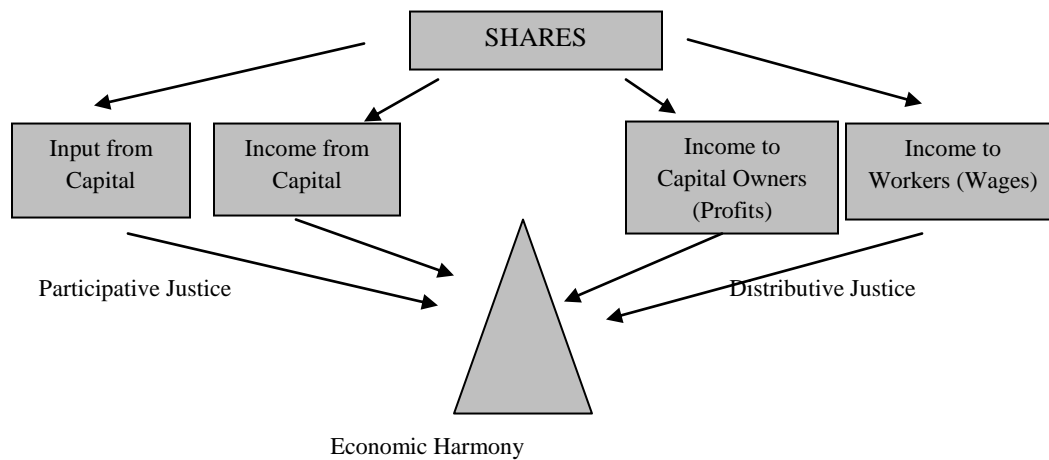 SHARES
Input from
Capital
Income from
Capital
Income to
Capital Owners
(Profits)
Income to
Workers (Wages)
Participative Justice
Distributive Justice
Economic Harmony